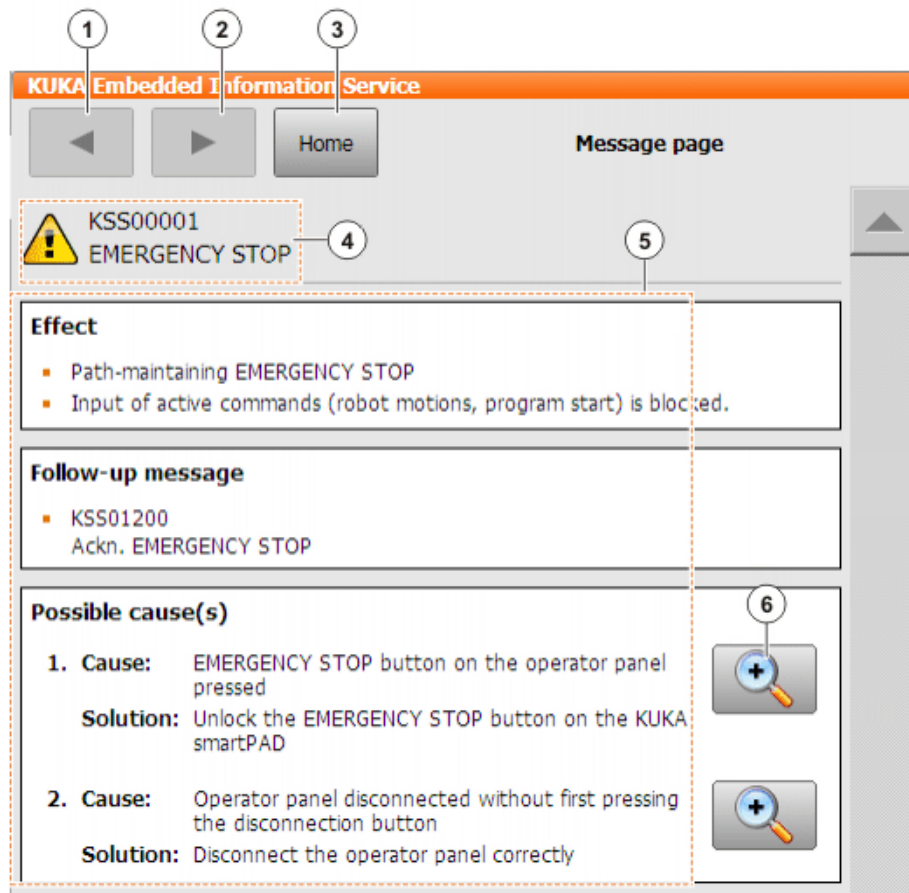 1 2 3
KUKA Embedded Information Service
Home Message page
KSS00001
EMERGENCY STOP
4
5
Effect
Path-maintaining EMERGENCY STOP
Input of active commands (robot motions, program start) is blocked.
Follow-up message
KSS01200
Ackn. EMERGENCY STOP
Possible cause(s)
6
1. Cause: EMERGENCY STOP button on the operator panel
pressed
Solution: Unlock the EMERGENCY STOP button on the KUKA
smartPAD
2. Cause: Operator panel disconnected without first pressing
the disconnection button
Solution: Disconnect the operator panel correctly